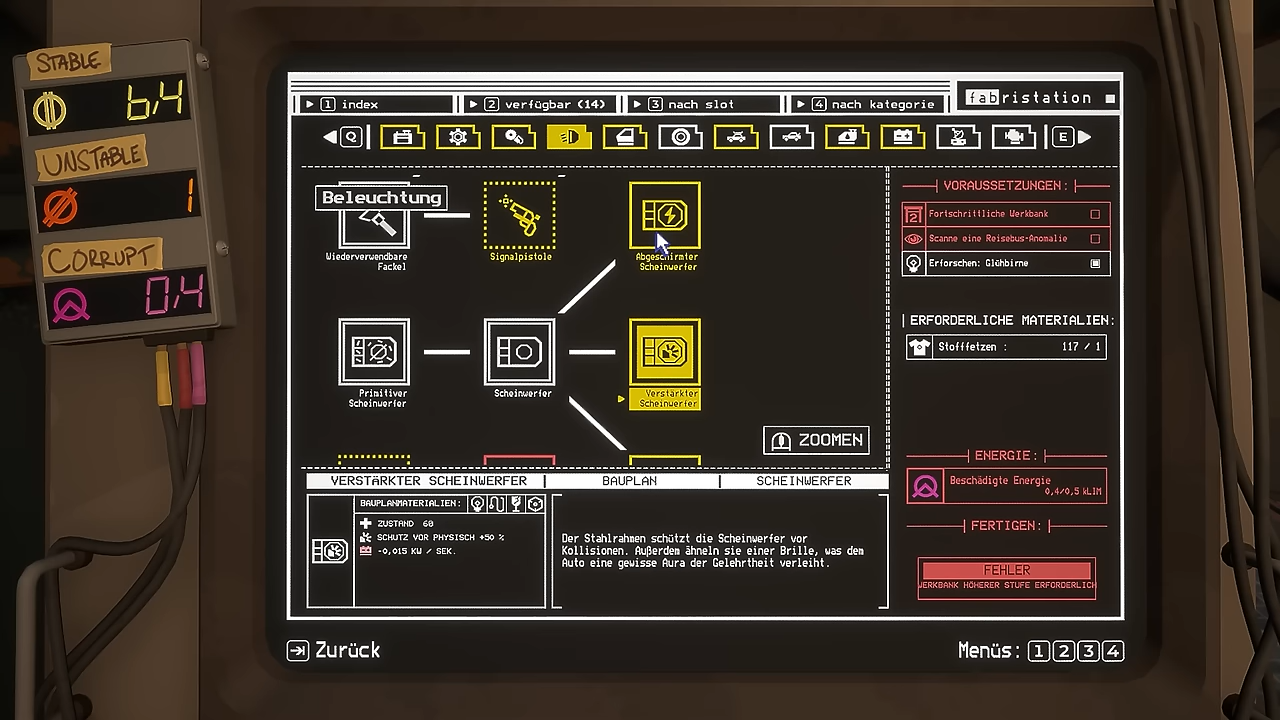 STABLE
6,4
UNSTABLE
1
CORRUPT
0,4
1 index
2 verfügbar (14)
3 nach slot
4 nach kategorie
fabristation
Q
E
Beleuchtung
Wiederverwendbare
Fackel
Signalpistole
Abgeschirmter
Scheinwerfer
Primitiver
Scheinwerfer
Scheinwerfer
Verstärkter
Scheinwerfer
ZOOMEN
VERSTÄRKTER SCHEINWERFER
BAUPLAN
SCHEINWERFER
BAUPLANMATERIALIEN:
ZUSTAND 60
SCHUTZ VOR PHYSISCH +50 %
-0,015 KW / SEK.
Der Stahlrahmen schützt die Scheinwerfer vor
Kollisionen. Außerdem ähneln sie einer Brille, was dem
Auto eine gewisse Aura der Gelehrtheit verleiht.
VORAUSSETZUNGEN:
2
Fortschrittliche Werkbank
Scanne eine Reisebus-Anomalie
Erforschen: Glühbirne
ERFORDERLICHE MATERIALIEN:
Stofffetzen : 117 / 1
ENERGIE:
Beschädigte Energie
0,4/0,5 kLIM
FERTIGEN:
FEHLER
WERKBANK HÖHERER STUFE ERFORDERLICH
Zurück
Menüs: 1 2 3 4